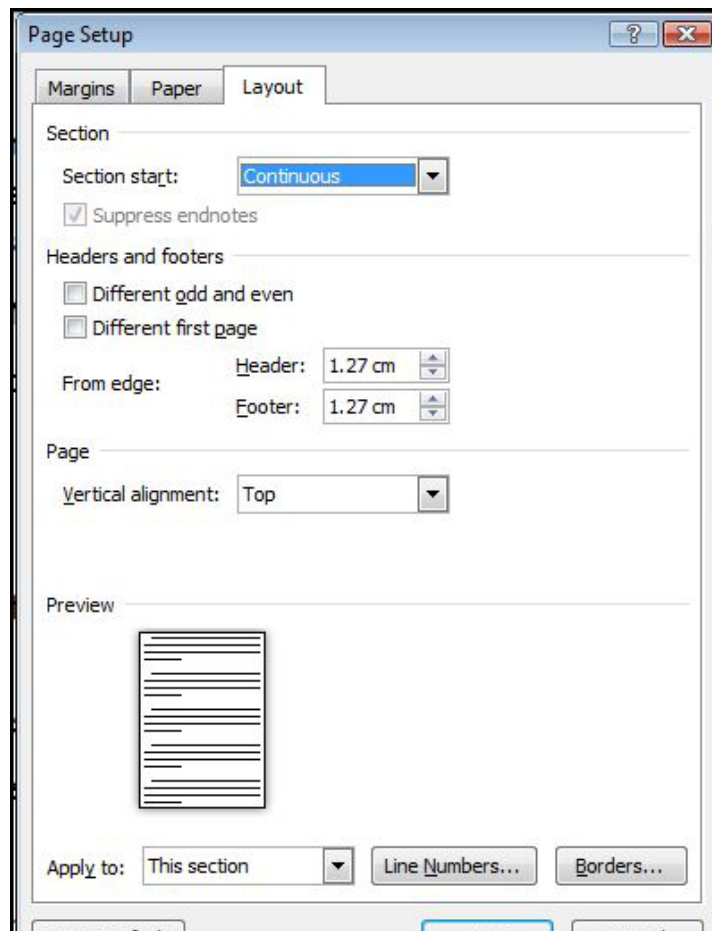 Page Setup
Margins Paper Layout
Section
Section start: Continuous
Suppress endnotes
Headers and footers
Different odd and even
Different first page
Header: 1.27 cm
From edge:
Footer: 1.27 cm
Page
Vertical alignment: Top
Preview
Apply to: This section Line Numbers... Borders...